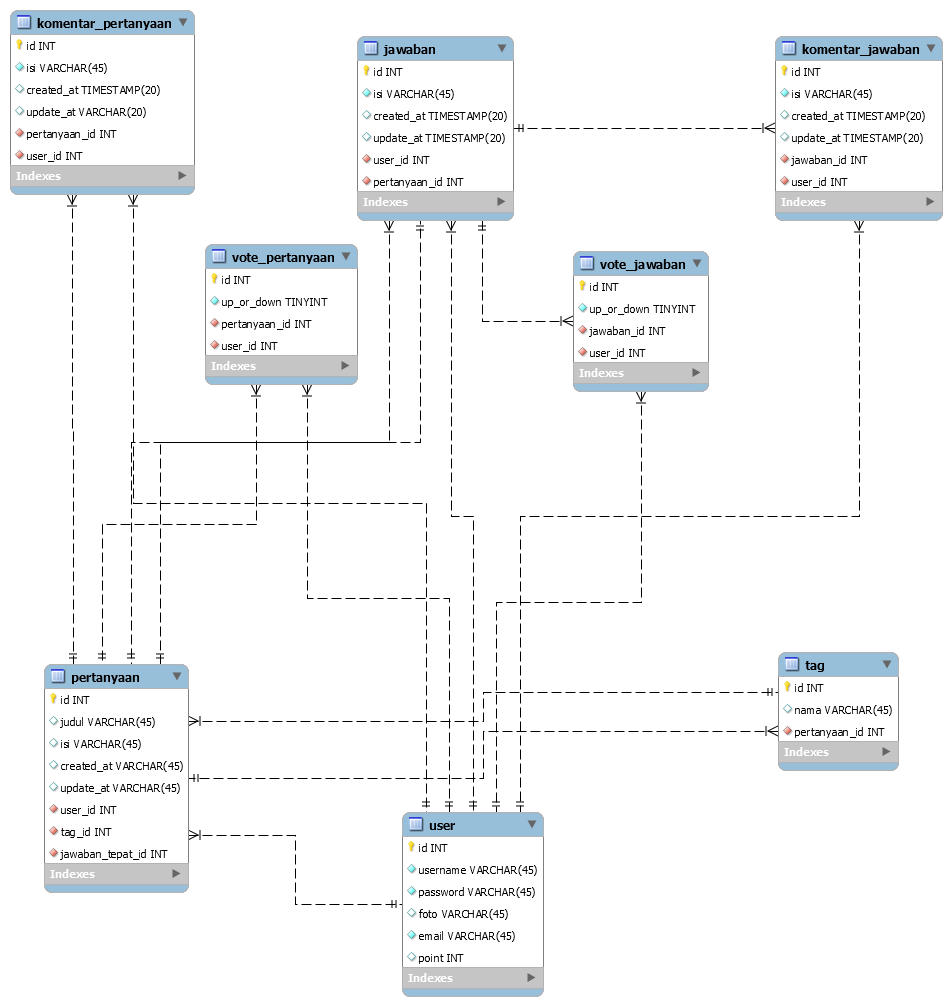 komentar_pertanyaan
id INT
isi VARCHAR(45)
created_at TIMESTAMP(20)
update_at VARCHAR(20)
pertanyaan_id INT
user_id INT
Indexes
jawaban
id INT
isi VARCHAR(45)
created_at TIMESTAMP(20)
update_at TIMESTAMP(20)
user_id INT
pertanyaan_id INT
Indexes
komentar_jawaban
id INT
isi VARCHAR(45)
created_at TIMESTAMP(20)
update_at TIMESTAMP(20)
jawaban_id INT
user_id INT
Indexes
vote_pertanyaan
id INT
up_or_down TINYINT
pertanyaan_id INT
user_id INT
Indexes
vote_jawaban
id INT
up_or_down TINYINT
jawaban_id INT
user_id INT
Indexes
pertanyaan
id INT
judul VARCHAR(45)
isi VARCHAR(45)
created_at VARCHAR(45)
update_at VARCHAR(45)
user_id INT
tag_id INT
jawaban_tepat_id INT
Indexes
tag
id INT
nama VARCHAR(45)
pertanyaan_id INT
Indexes
user
id INT
username VARCHAR(45)
password VARCHAR(45)
foto VARCHAR(45)
email VARCHAR(45)
point INT
Indexes